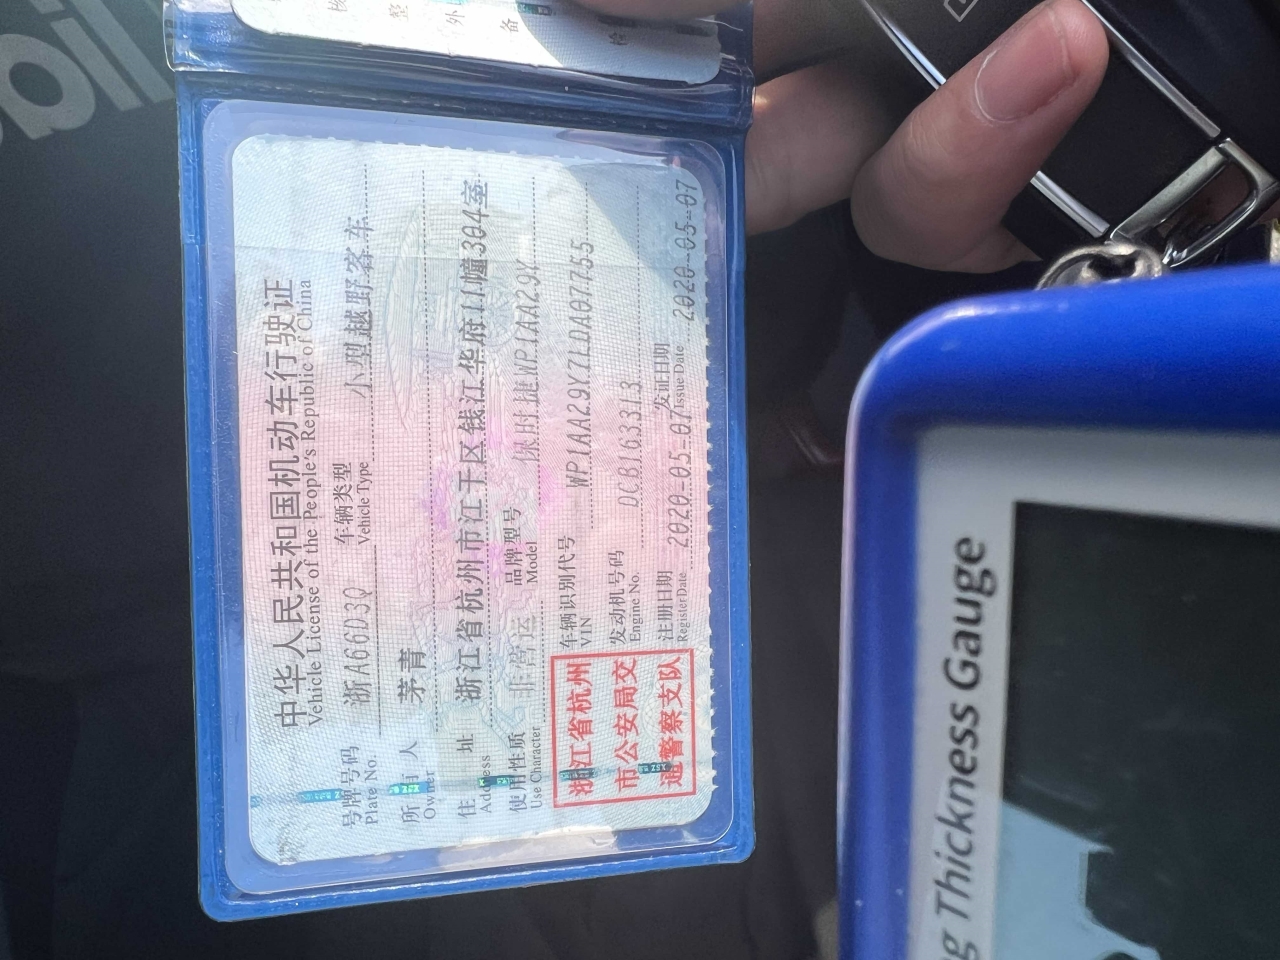 中华人民共和国机动车行驶证
Vehicle License of the People's Republic of China
号牌号码 浙A66D3Q 车辆类型 小型越野客车
Plate No. Vehicle Type
所有人 茅青
Owner
住址 浙江省杭州市江干区钱江华府11幢304室
Address
使用性质 非营运 品牌型号 保时捷WP1AA29Y
Use Character Model
车辆识别代号 WP1AA29Y7LDA07755
VIN
发动机号码 DCB163313
Engine No.
注册日期 2020-05-07 发证日期 2020-05-07
Register Date Issue Date
浙江省杭州
市公安局交
通警察支队
Thickness Gauge